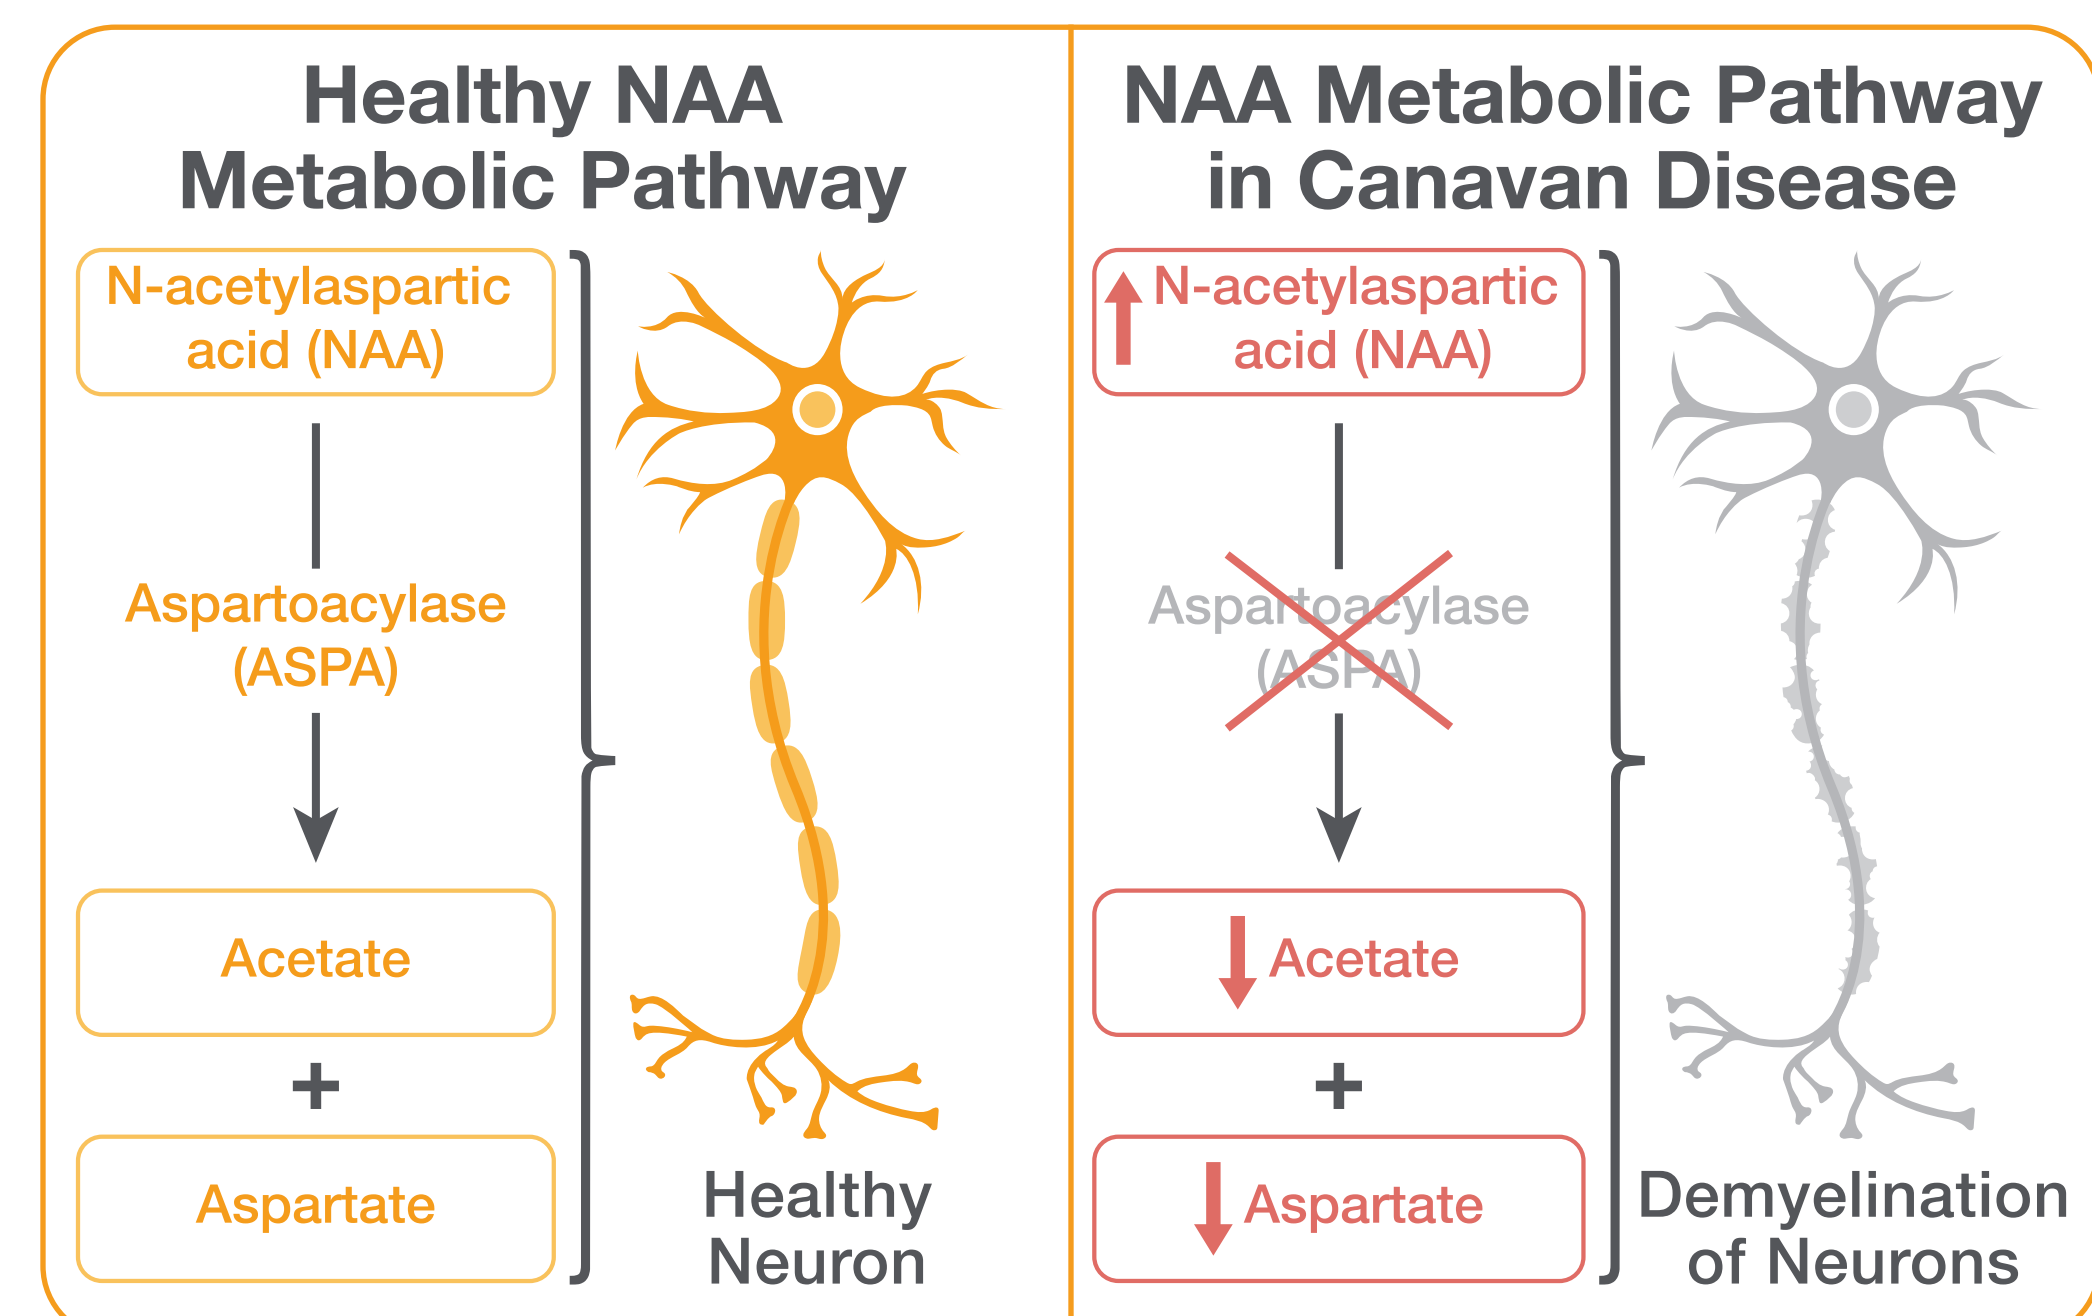 Healthy NAA
Metabolic Pathway
N-acetylaspartic
acid (NAA)
Aspartoacylase
(ASPA)
Acetate
+
Aspartate
Healthy
Neuron
NAA Metabolic Pathway
in Canavan Disease
N-acetylaspartic
acid (NAA)
Aspartoacylase
(ASPA)
Acetate
+
Aspartate
Demyelination
of Neurons